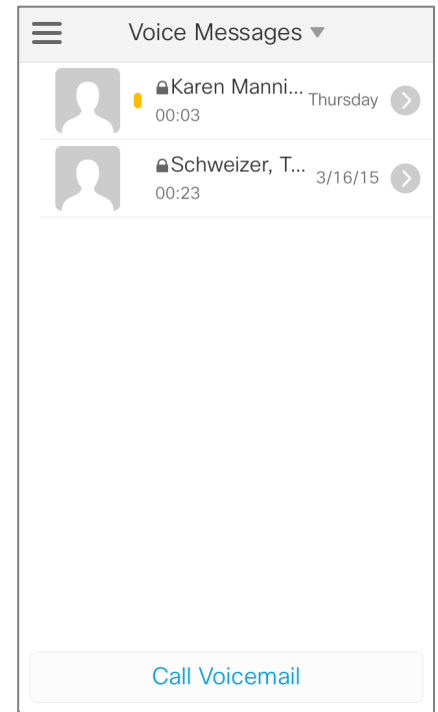 Voice Messages
Karen Manni... Thursday
00:03
Schweizer, T... 3/16/15
00:23
Call Voicemail